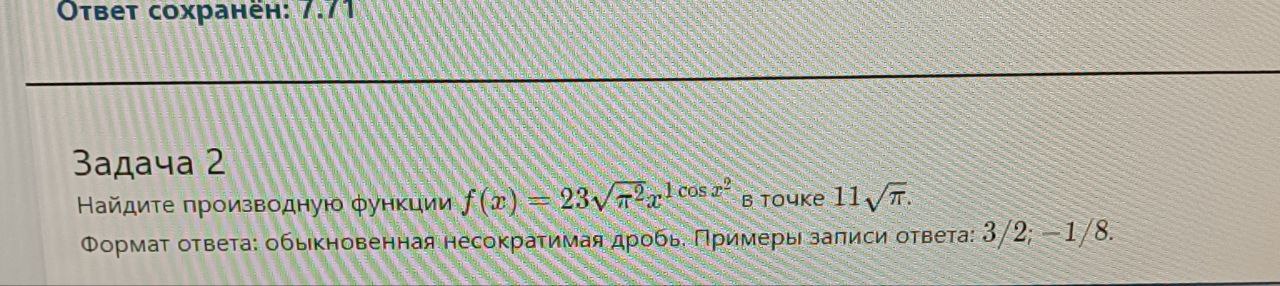 Ответ сохранён: 7.71
Задача 2
Найдите производную функции f(x) = 23√π²x^{1 cos x²} в точке 11√π.
Формат ответа: обыкновенная несократимая дробь. Примеры записи ответа: 3/2; −1/8.